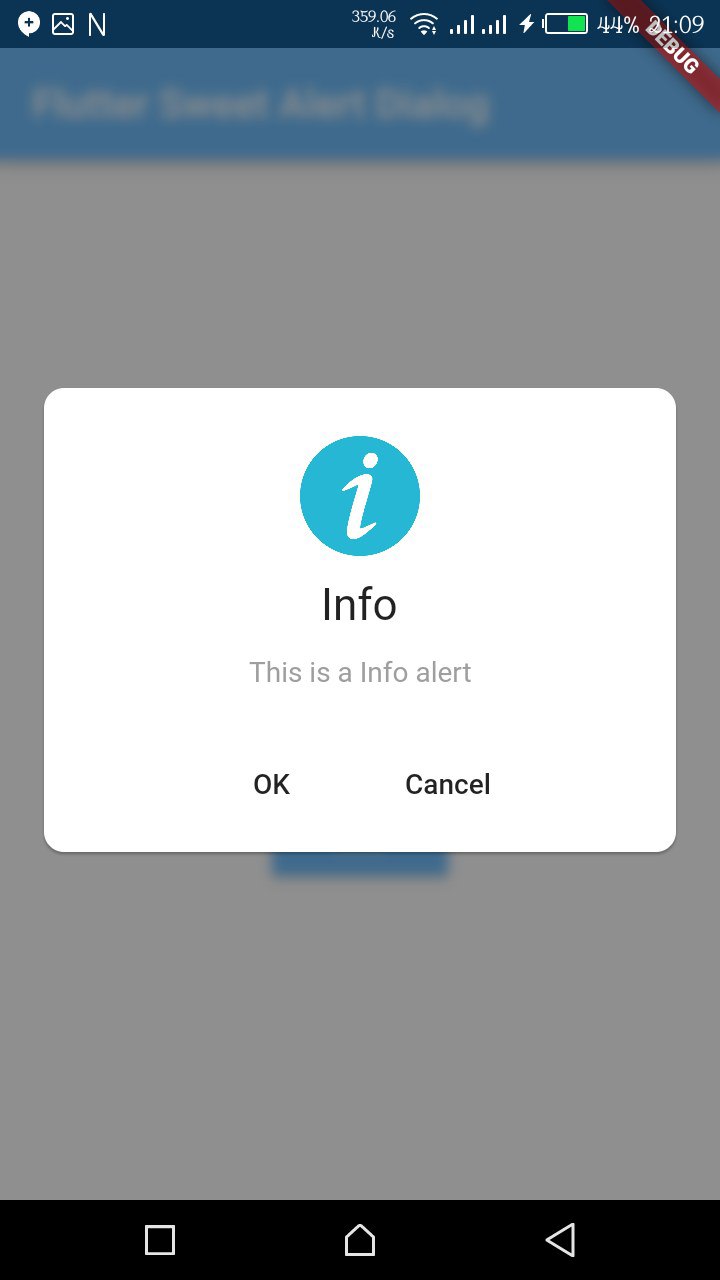 359.06
K/s
44% 21:09
DEBUG
Flutter Sweet Alert Dialog
Info
This is a Info alert
OK Cancel